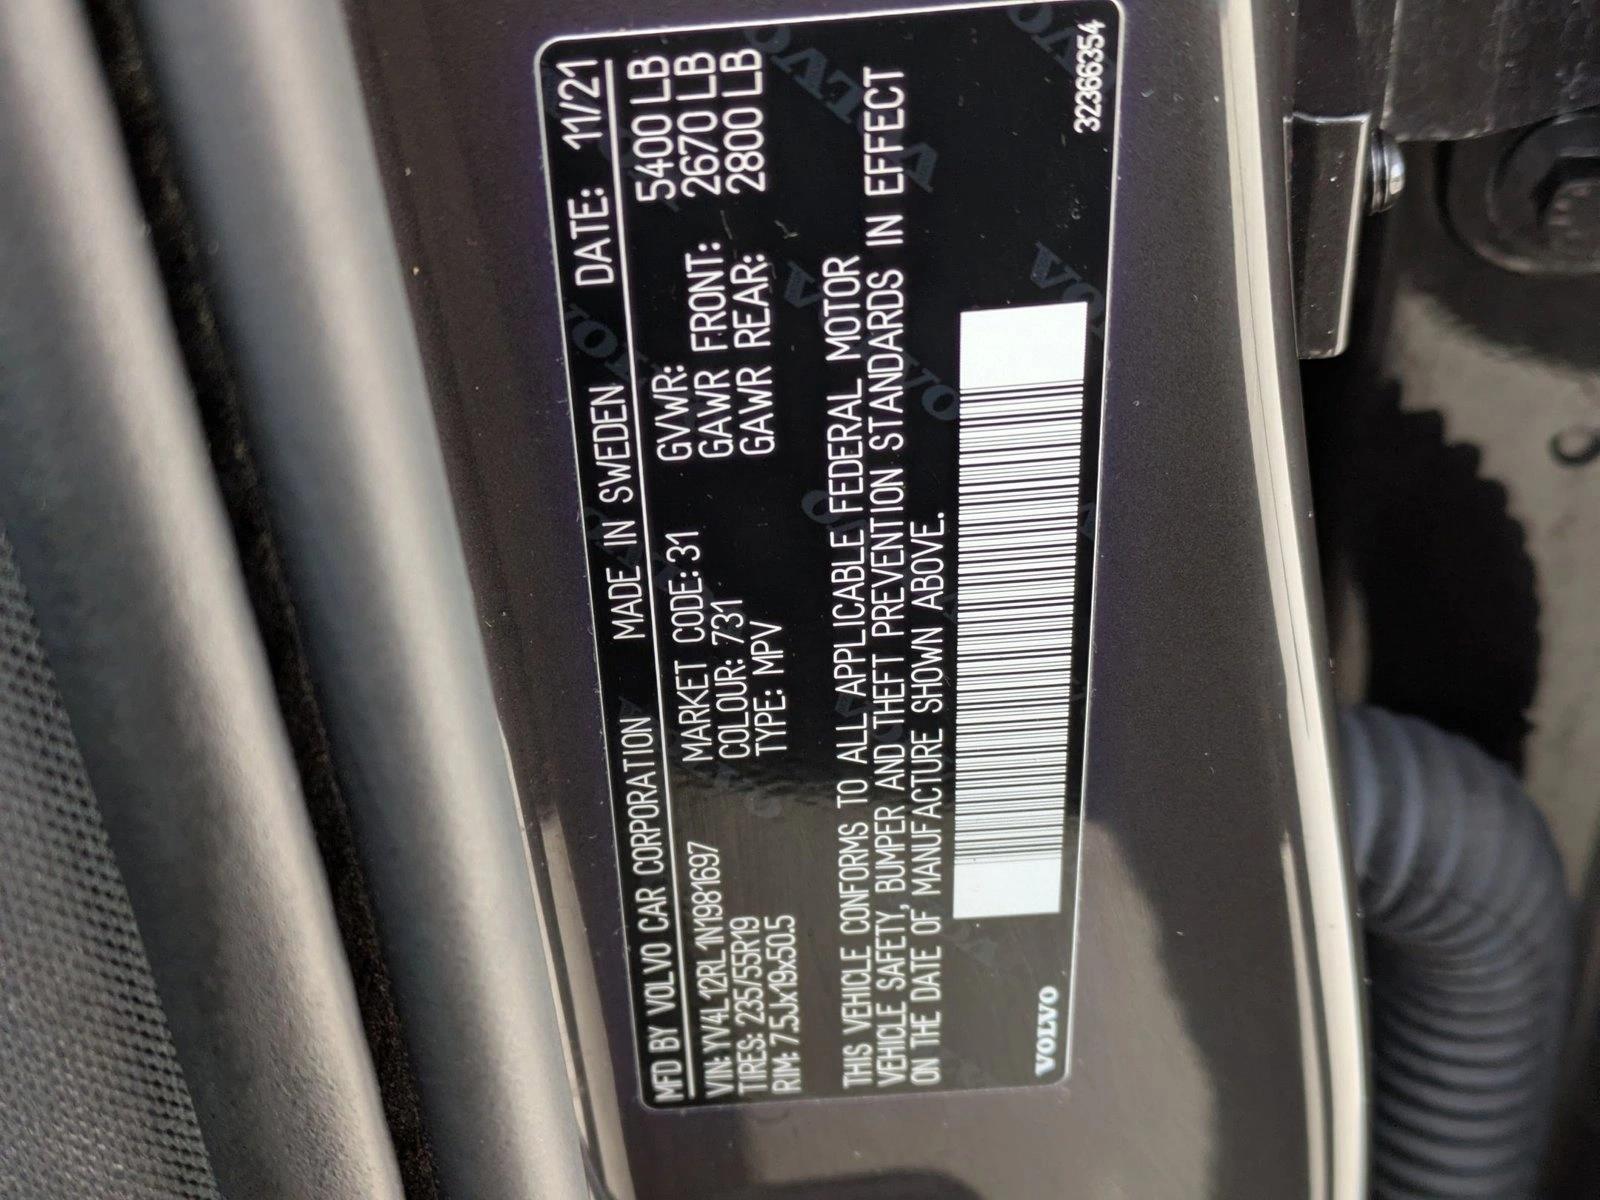 MFD BY VOLVO CAR CORPORATION MADE IN SWEDEN DATE: 11/21
VIN: YV4L12RL1N1981697 MARKET CODE: 31 GVWR: 5400 LB
TIRES: 235/55R19 COLOUR: 731 GAWR FRONT: 2670 LB
RIM: 7.5Jx19x50.5 TYPE: MPV GAWR REAR: 2800 LB
THIS VEHICLE CONFORMS TO ALL APPLICABLE FEDERAL MOTOR
VEHICLE SAFETY, BUMPER AND THEFT PREVENTION STANDARDS IN EFFECT
ON THE DATE OF MANUFACTURE SHOWN ABOVE.
VOLVO
32366354